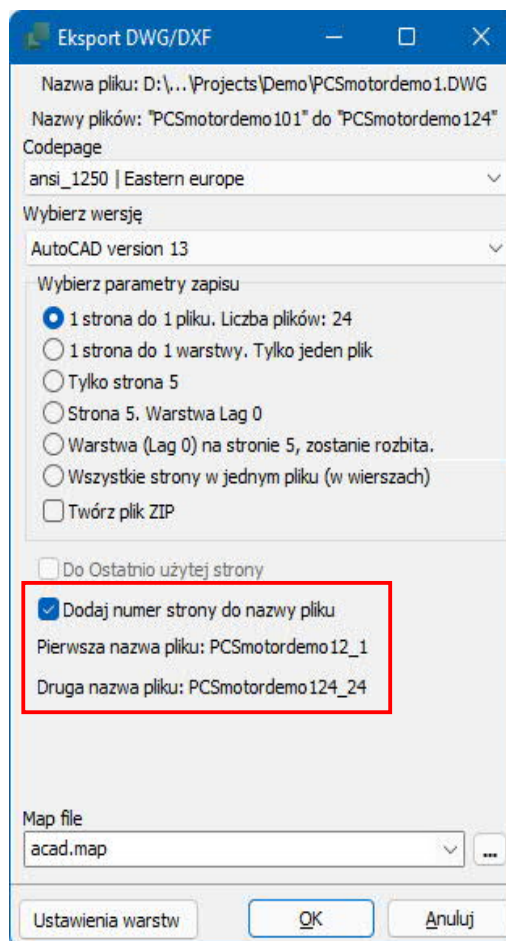 Eksport DWG/DXF
Nazwa pliku: D:\...\Projects\Demo\PCSmotordemo1.DWG
Nazwy plików: "PCSmotordemo101" do "PCSmotordemo124"
Codepage
ansi_1250 | Eastern europe
Wybierz wersję
AutoCAD version 13
Wybierz parametry zapisu
1 strona do 1 pliku. Liczba plików: 24
1 strona do 1 warstwy. Tylko jeden plik
Tylko strona 5
Strona 5. Warstwa Lag 0
Warstwa (Lag 0) na stronie 5, zostanie rozbita.
Wszystkie strony w jednym pliku (w wierszach)
Twórz plik ZIP
Do Ostatnio użytej strony
Dodaj numer strony do nazwy pliku
Pierwsza nazwa pliku: PCSmotordemo12_1
Druga nazwa pliku: PCSmotordemo124_24
Map file
acad.map
...
Ustawienia warstw
OK
Anuluj